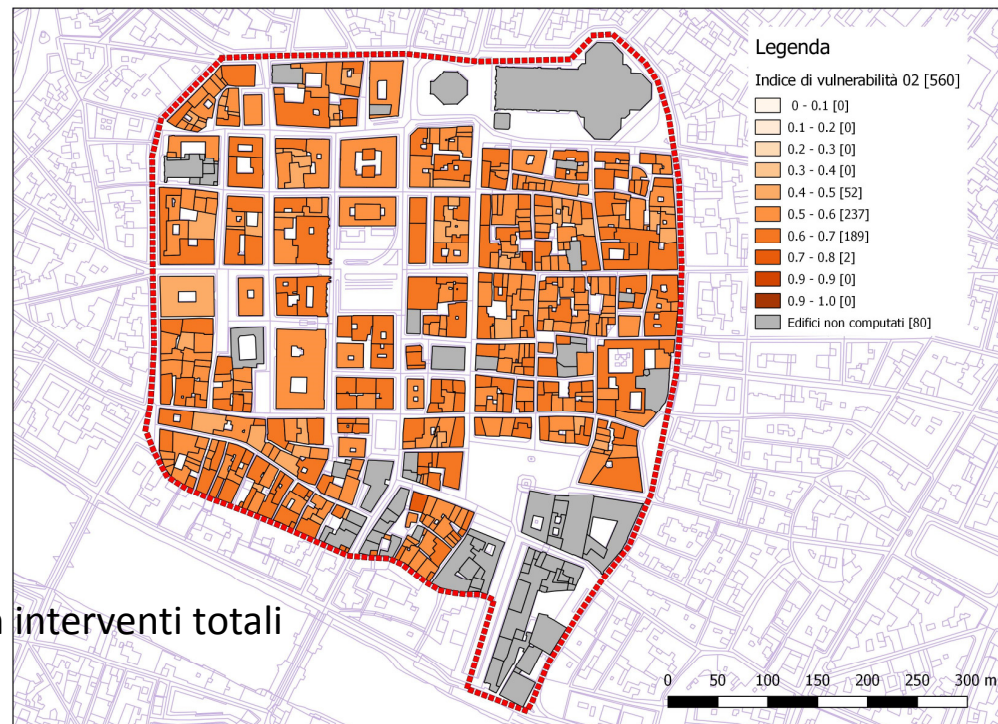 Legenda
Indice di vulnerabilità 02 [560]
0 - 0.1 [0]
0.1 - 0.2 [0]
0.2 - 0.3 [0]
0.3 - 0.4 [0]
0.4 - 0.5 [52]
0.5 - 0.6 [237]
0.6 - 0.7 [189]
0.7 - 0.8 [2]
0.9 - 0.9 [0]
0.9 - 1.0 [0]
Edifici non computati [80]
interventi totali
0 50 100 150 200 250 300 m